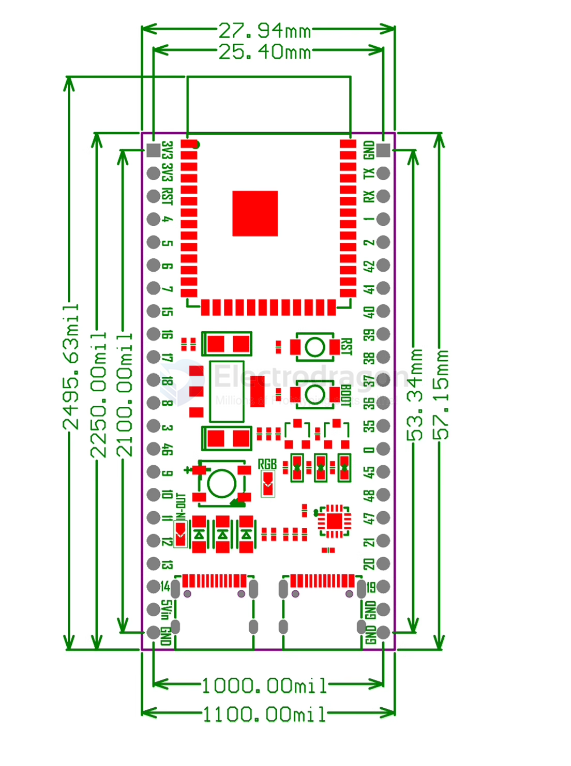 27.94mm
25.40mm
2495.63mil
2250.00mil
2100.00mil
53.34mm
57.15mm
3V3
3V3
RST
4
5
6
7
15
16
17
18
8
3
46
9
10
11
12
13
14
5Vin
GND
GND
TX
RX
1
2
42
41
40
39
38
37
36
35
0
45
48
47
21
20
19
GND
GND
RST
BOOT
Electrodragon
RGB
IN-OUT
+
1000.00mil
1100.00mil